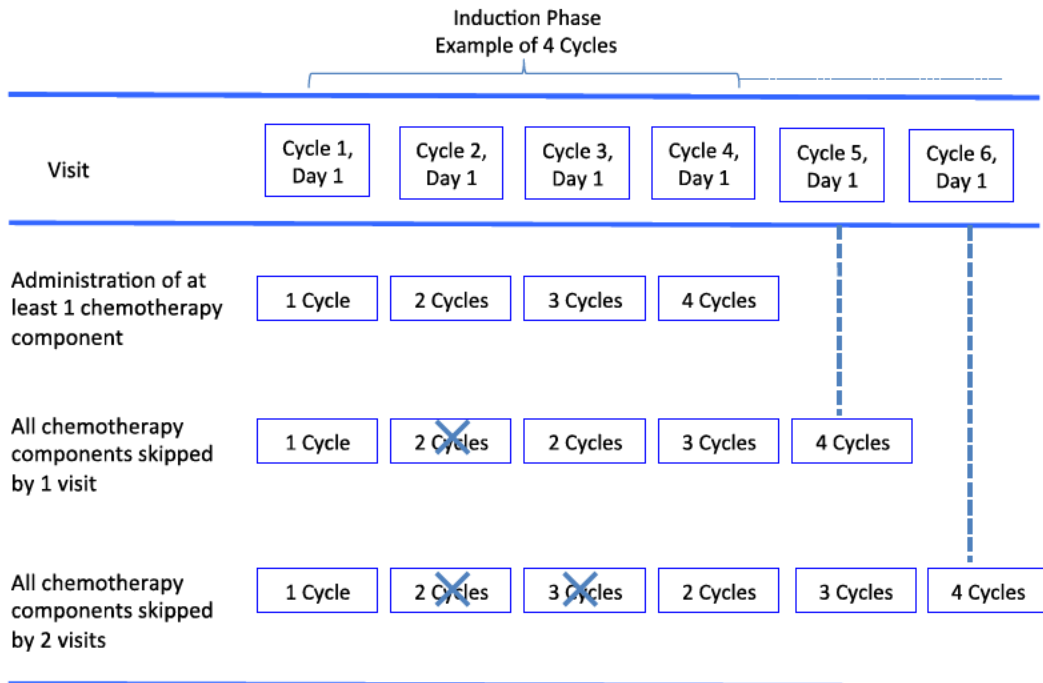 Induction Phase
Example of 4 Cycles
Visit
Cycle 1,
Day 1
Cycle 2,
Day 1
Cycle 3,
Day 1
Cycle 4,
Day 1
Cycle 5,
Day 1
Cycle 6,
Day 1
Administration of at
least 1 chemotherapy
component
1 Cycle
2 Cycles
3 Cycles
4 Cycles
All chemotherapy
components skipped
by 1 visit
1 Cycle
2 Cycles
2 Cycles
3 Cycles
4 Cycles
All chemotherapy
components skipped
by 2 visits
1 Cycle
2 Cycles
3 Cycles
2 Cycles
3 Cycles
4 Cycles